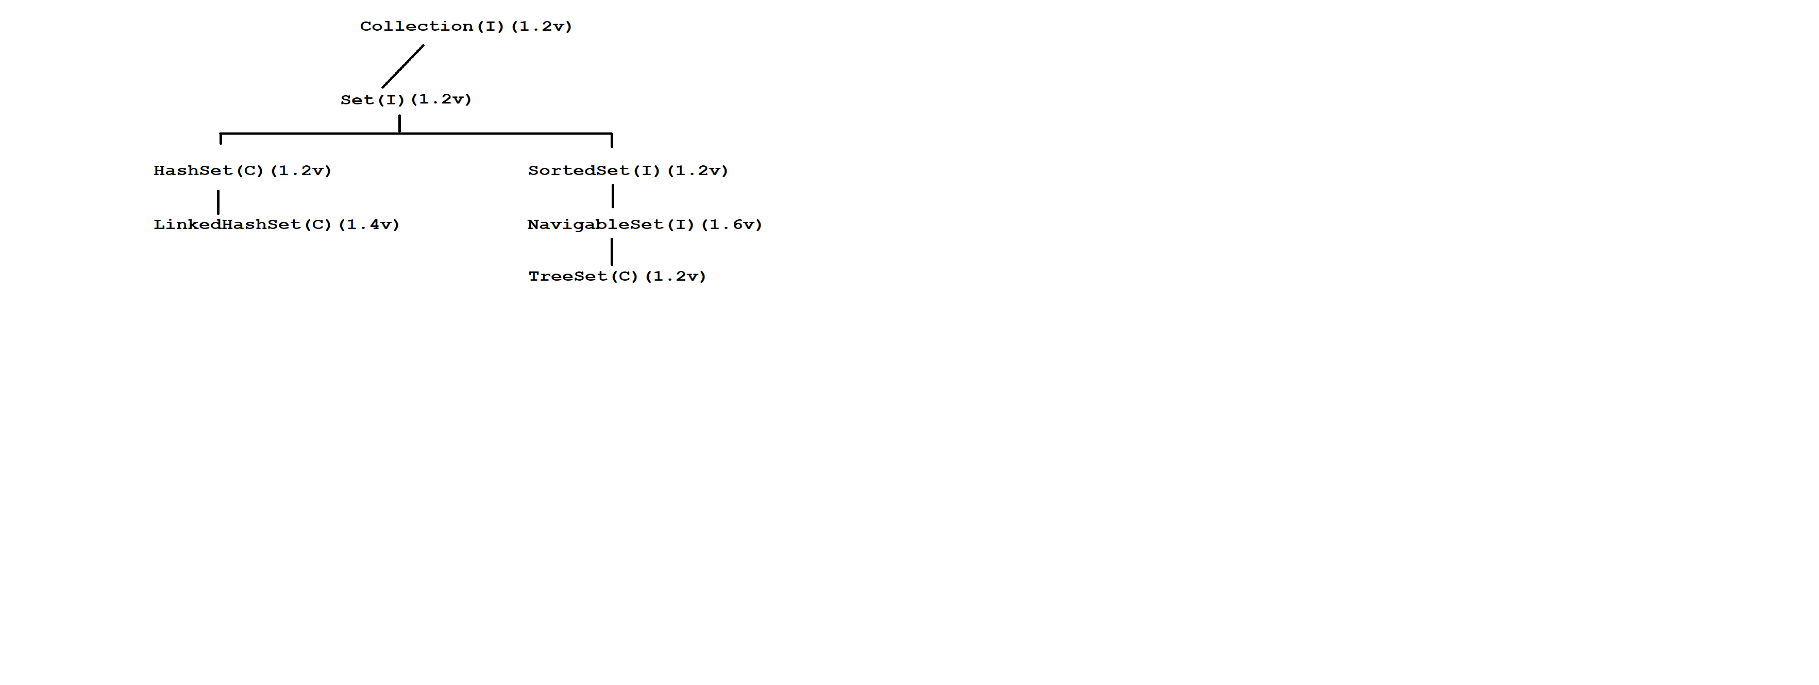 Collection(I)(1.2v)
Set(I)(1.2v)
HashSet(C)(1.2v)
SortedSet(I)(1.2v)
LinkedHashSet(C)(1.4v)
NavigableSet(I)(1.6v)
TreeSet(C)(1.2v)